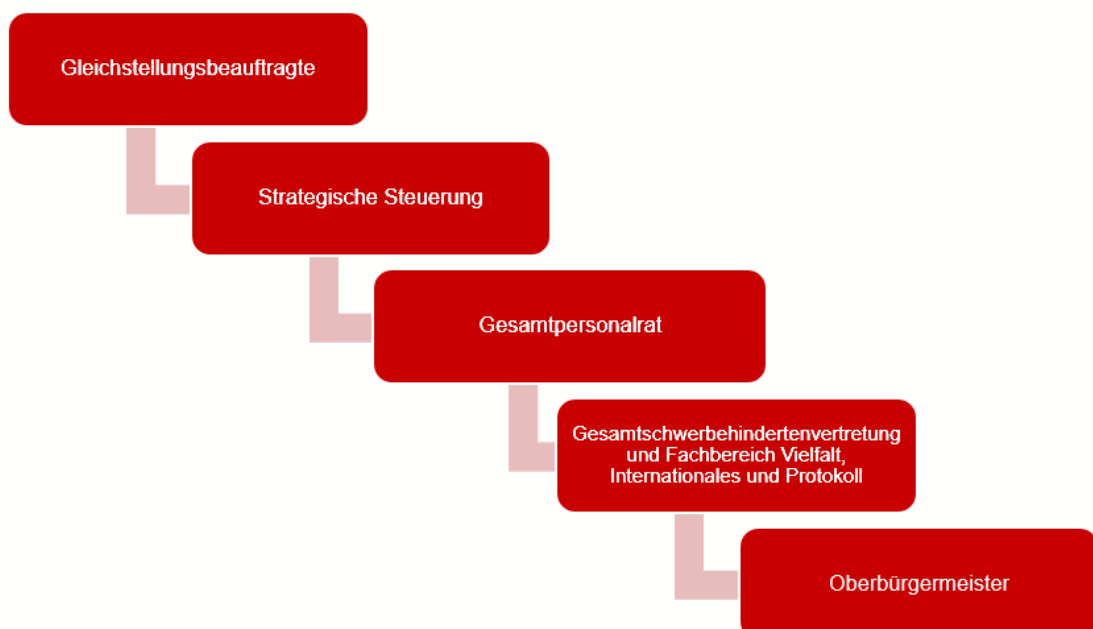 Gleichstellungsbeauftragte
Strategische Steuerung
Gesamtpersonalrat
Gesamtschwerbehindertenvertretung
und Fachbereich Vielfalt,
Internationales und Protokoll
Oberbürgermeister